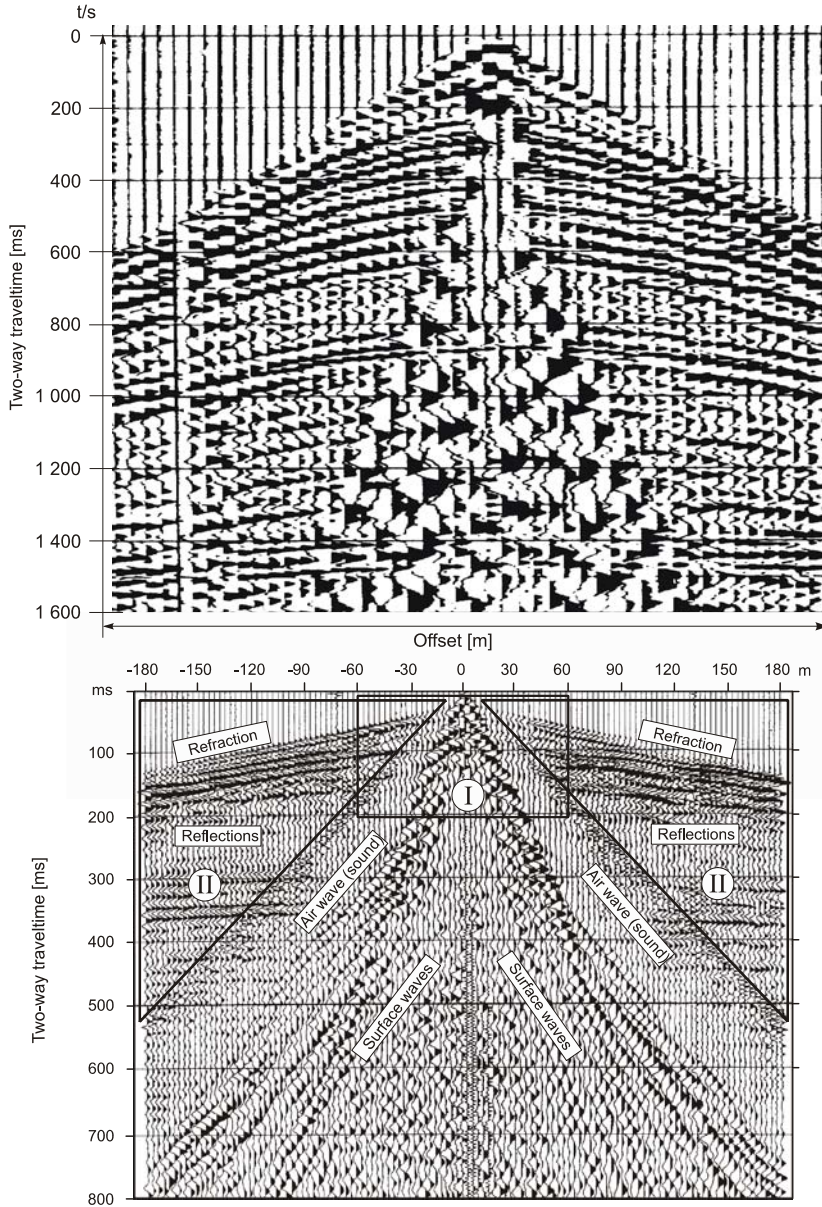 t/s
0
200
400
600
800
1 000
1 200
1 400
1 600
Two-way traveltime [ms]
Offset [m]
-180 -150 -120 -90 -60 -30 0 30 60 90 120 150 180 m
ms
100
200
300
400
500
600
700
800
Two-way traveltime [ms]
Refraction
Refraction
I
Reflections
Reflections
II
II
Air wave (sound)
Air wave (sound)
Surface waves
Surface waves